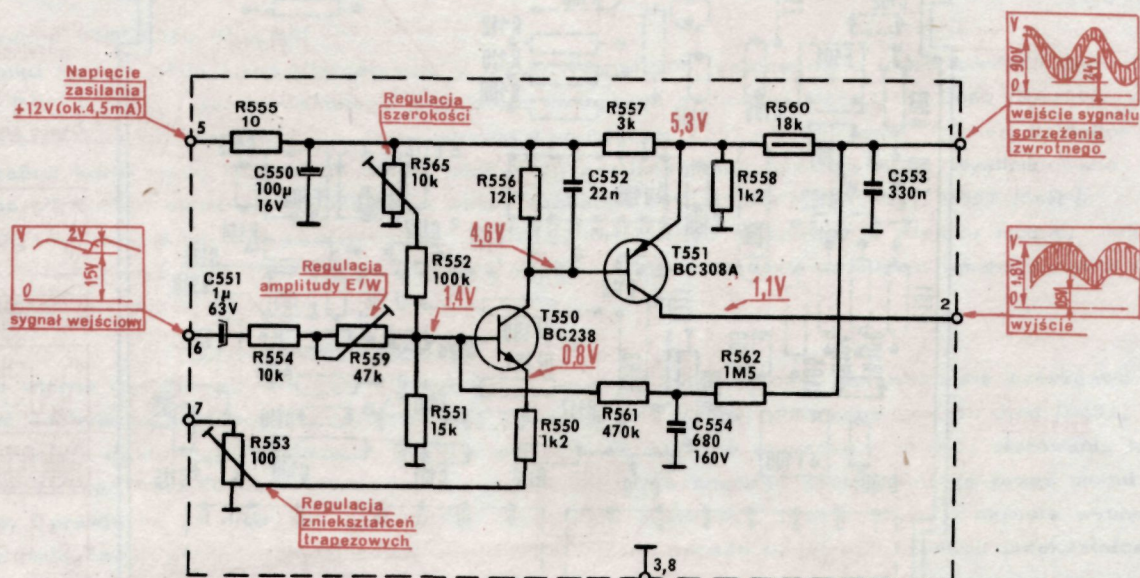 Napięcie
zasilania
+12V(ok.4,5mA)
5
R555
10
C550
100µ
16V
Regulacja
szerokości
R565
10k
R556
12k
C552
22n
R557
3k
5,3V
R558
1k2
R560
18k
C553
330n
1
V
90V
24V
0
wejście sygnału
sprzężenia
zwrotnego
V
2V
15V
0
sygnał wejściowy
6
C551
1µ
63V
R554
10k
Regulacja
amplitudy E/W
R559
47k
R552
100k
1,4V
4,6V
T550
BC238
0,8V
T551
BC308A
1,1V
2
V
1,8V
0
wyjście
R551
15k
R550
1k2
R561
470k
C554
680
160V
R562
1M5
7
R553
100
Regulacja
zniekształceń
trapezowych
3,8